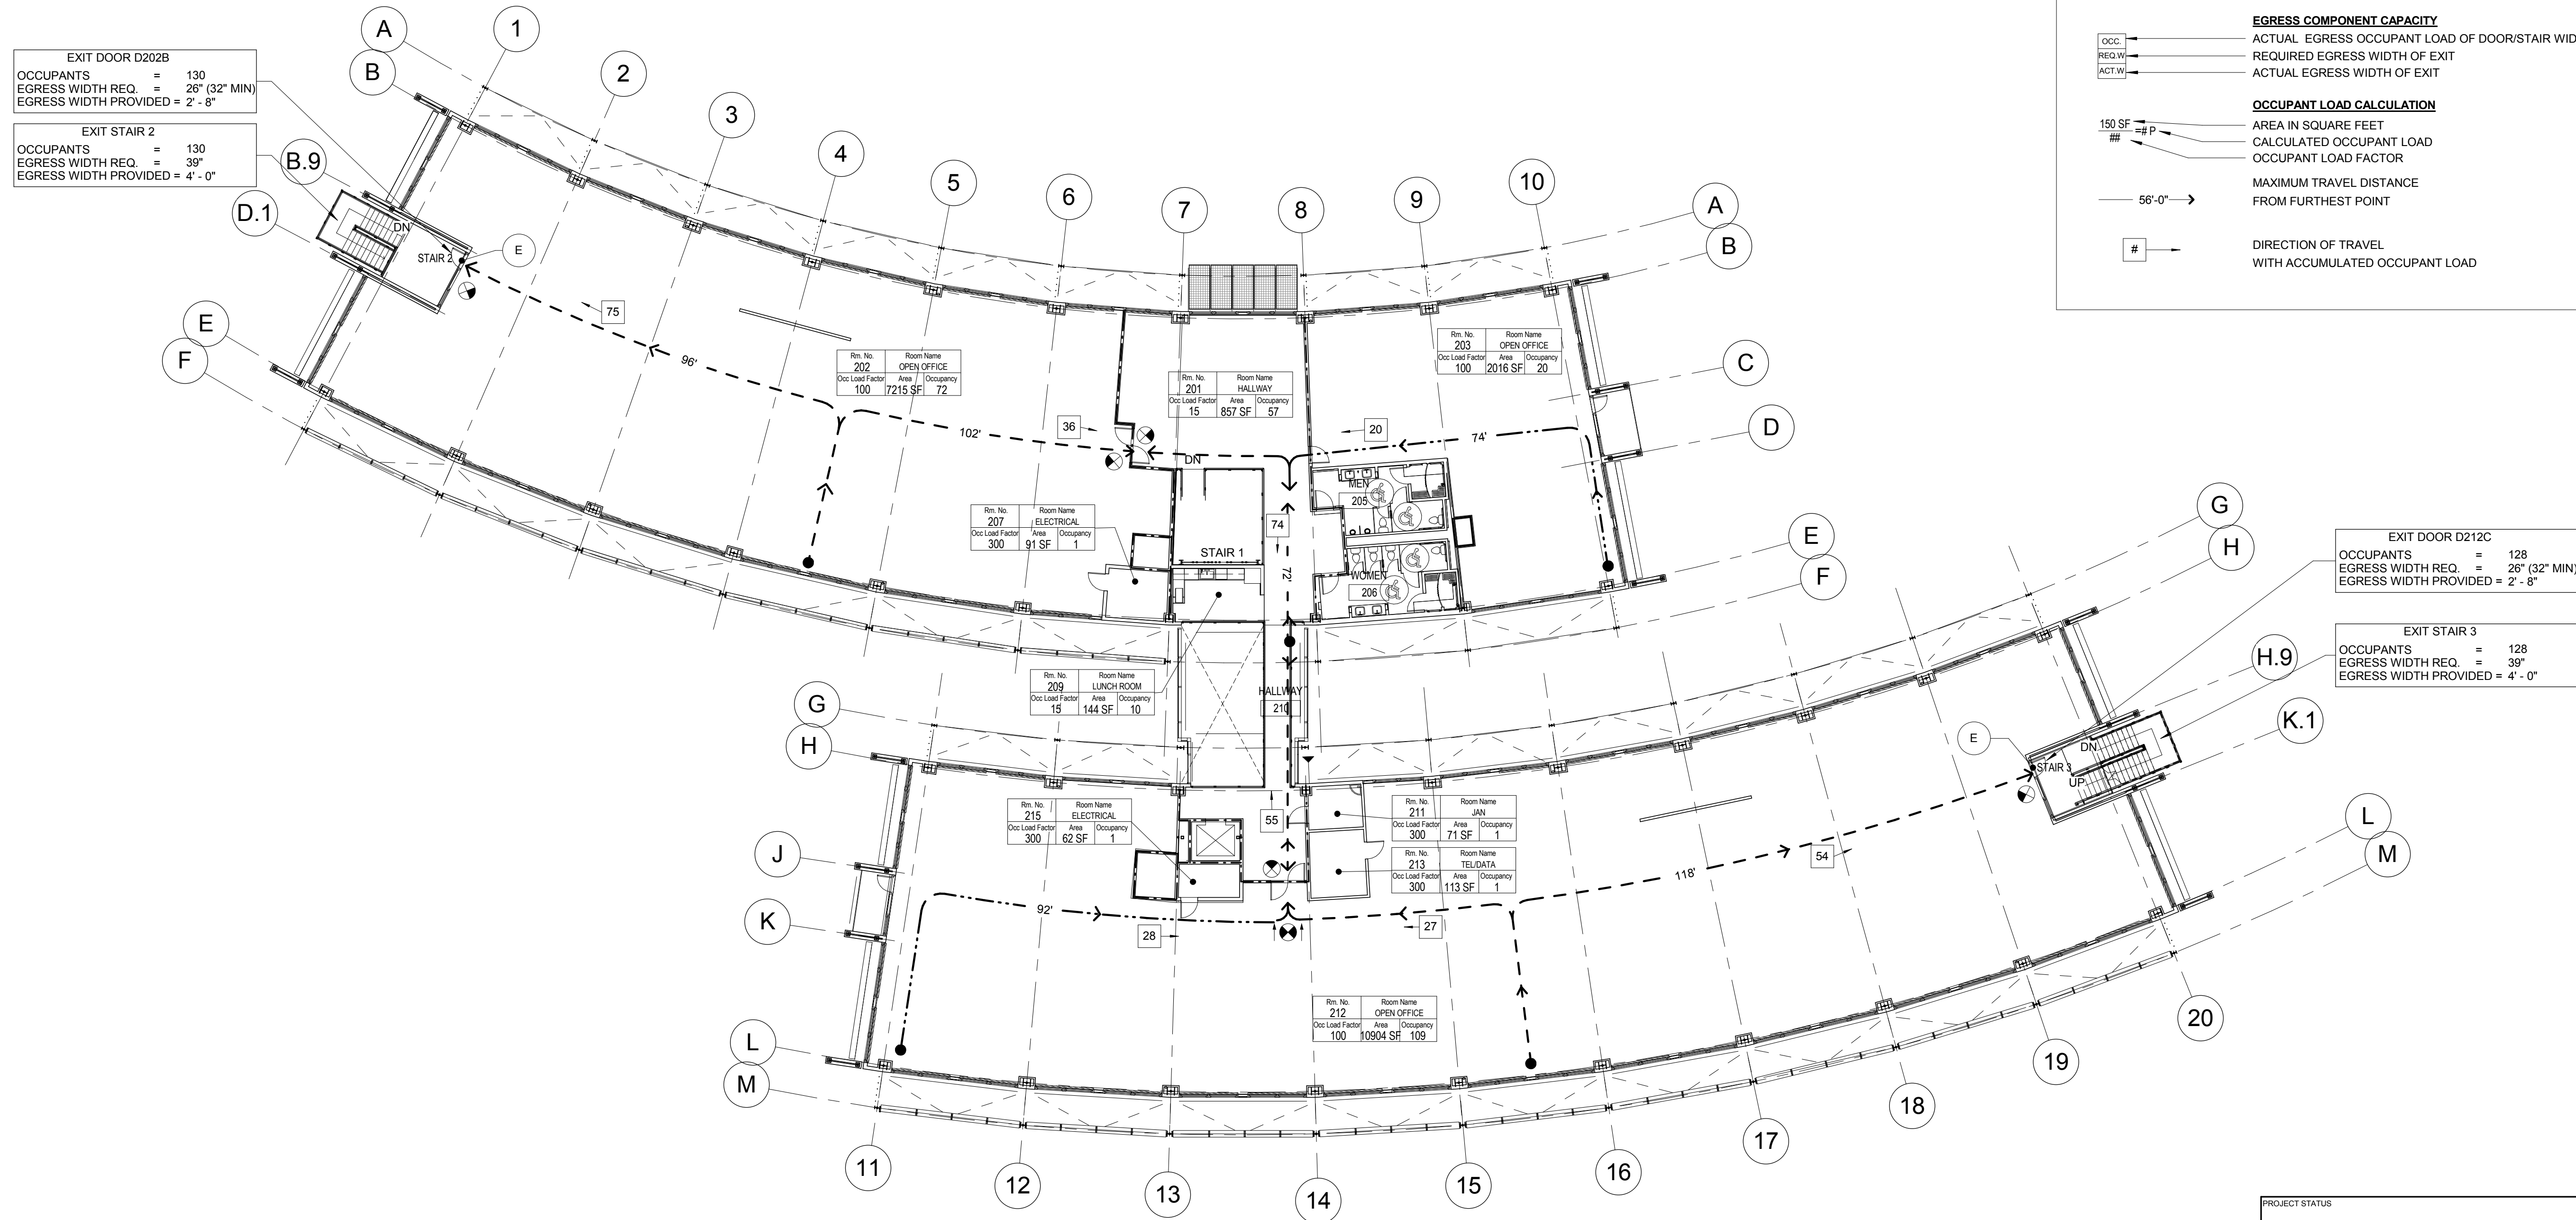 EXIT DOOR D202B
OCCUPANTS = 130
EGRESS WIDTH REQ. = 26" (32" MIN)
EGRESS WIDTH PROVIDED = 2' - 8"
EXIT STAIR 2
OCCUPANTS = 130
EGRESS WIDTH REQ. = 39"
EGRESS WIDTH PROVIDED = 4' - 0"
A
B
1
2
3
4
5
6
7
8
9
10
A
B
B.9
D.1
E
F
C
D
E
F
G
H
H.9
K.1
L
M
EGRESS COMPONENT CAPACITY
OCC. ACTUAL EGRESS OCCUPANT LOAD OF DOOR/STAIR WID
REQ.W REQUIRED EGRESS WIDTH OF EXIT
ACT.W ACTUAL EGRESS WIDTH OF EXIT
OCCUPANT LOAD CALCULATION
150 SF AREA IN SQUARE FEET
=# P CALCULATED OCCUPANT LOAD
## OCCUPANT LOAD FACTOR
MAXIMUM TRAVEL DISTANCE
56'-0" FROM FURTHEST POINT
# DIRECTION OF TRAVEL
WITH ACCUMULATED OCCUPANT LOAD
DN
STAIR 2
E
75
96'
102'
36
Rm. No. Room Name
202 OPEN OFFICE
Occ Load Factor Area Occupancy
100 7215 SF 72
Rm. No. Room Name
201 HALLWAY
Occ Load Factor Area Occupancy
15 857 SF 57
Rm. No. Room Name
203 OPEN OFFICE
Occ Load Factor Area Occupancy
100 2016 SF 20
20
74'
DN
MEN
205
74
STAIR 1
72'
WOMEN
206
Rm. No. Room Name
207 ELECTRICAL
Occ Load Factor Area Occupancy
300 91 SF 1
Rm. No. Room Name
209 LUNCH ROOM
Occ Load Factor Area Occupancy
15 144 SF 10
HALLWAY
210
EXIT DOOR D212C
OCCUPANTS = 128
EGRESS WIDTH REQ. = 26" (32" MIN)
EGRESS WIDTH PROVIDED = 2' - 8"
EXIT STAIR 3
OCCUPANTS = 128
EGRESS WIDTH REQ. = 39"
EGRESS WIDTH PROVIDED = 4' - 0"
G
H
J
K
L
M
Rm. No. Room Name
215 ELECTRICAL
Occ Load Factor Area Occupancy
300 62 SF 1
55
Rm. No. Room Name
211 JAN
Occ Load Factor Area Occupancy
300 71 SF 1
Rm. No. Room Name
213 TEL/DATA
Occ Load Factor Area Occupancy
300 113 SF 1
E
DN
STAIR 3
UP
54
118'
92'
28
27
Rm. No. Room Name
212 OPEN OFFICE
Occ Load Factor Area Occupancy
100 10904 SF 109
11
12
13
14
15
16
17
18
19
20
PROJECT STATUS